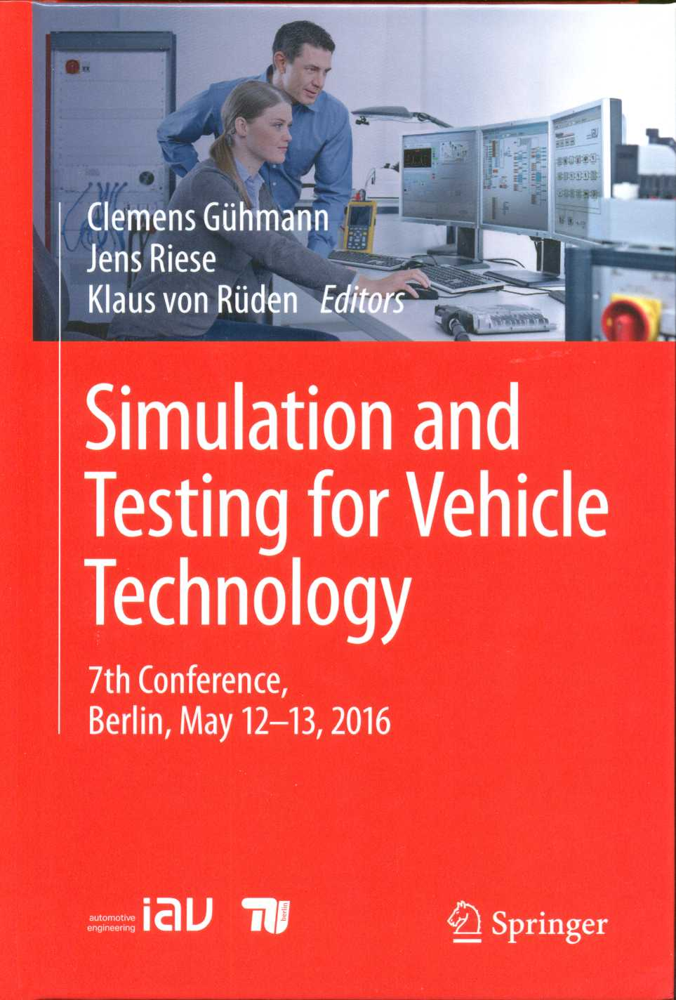 Clemens Gühmann
Jens Riese
Klaus von Rüden Editors
Simulation and
Testing for Vehicle
Technology
7th Conference,
Berlin, May 12–13, 2016
automotive
engineering
iav
berlin
Springer